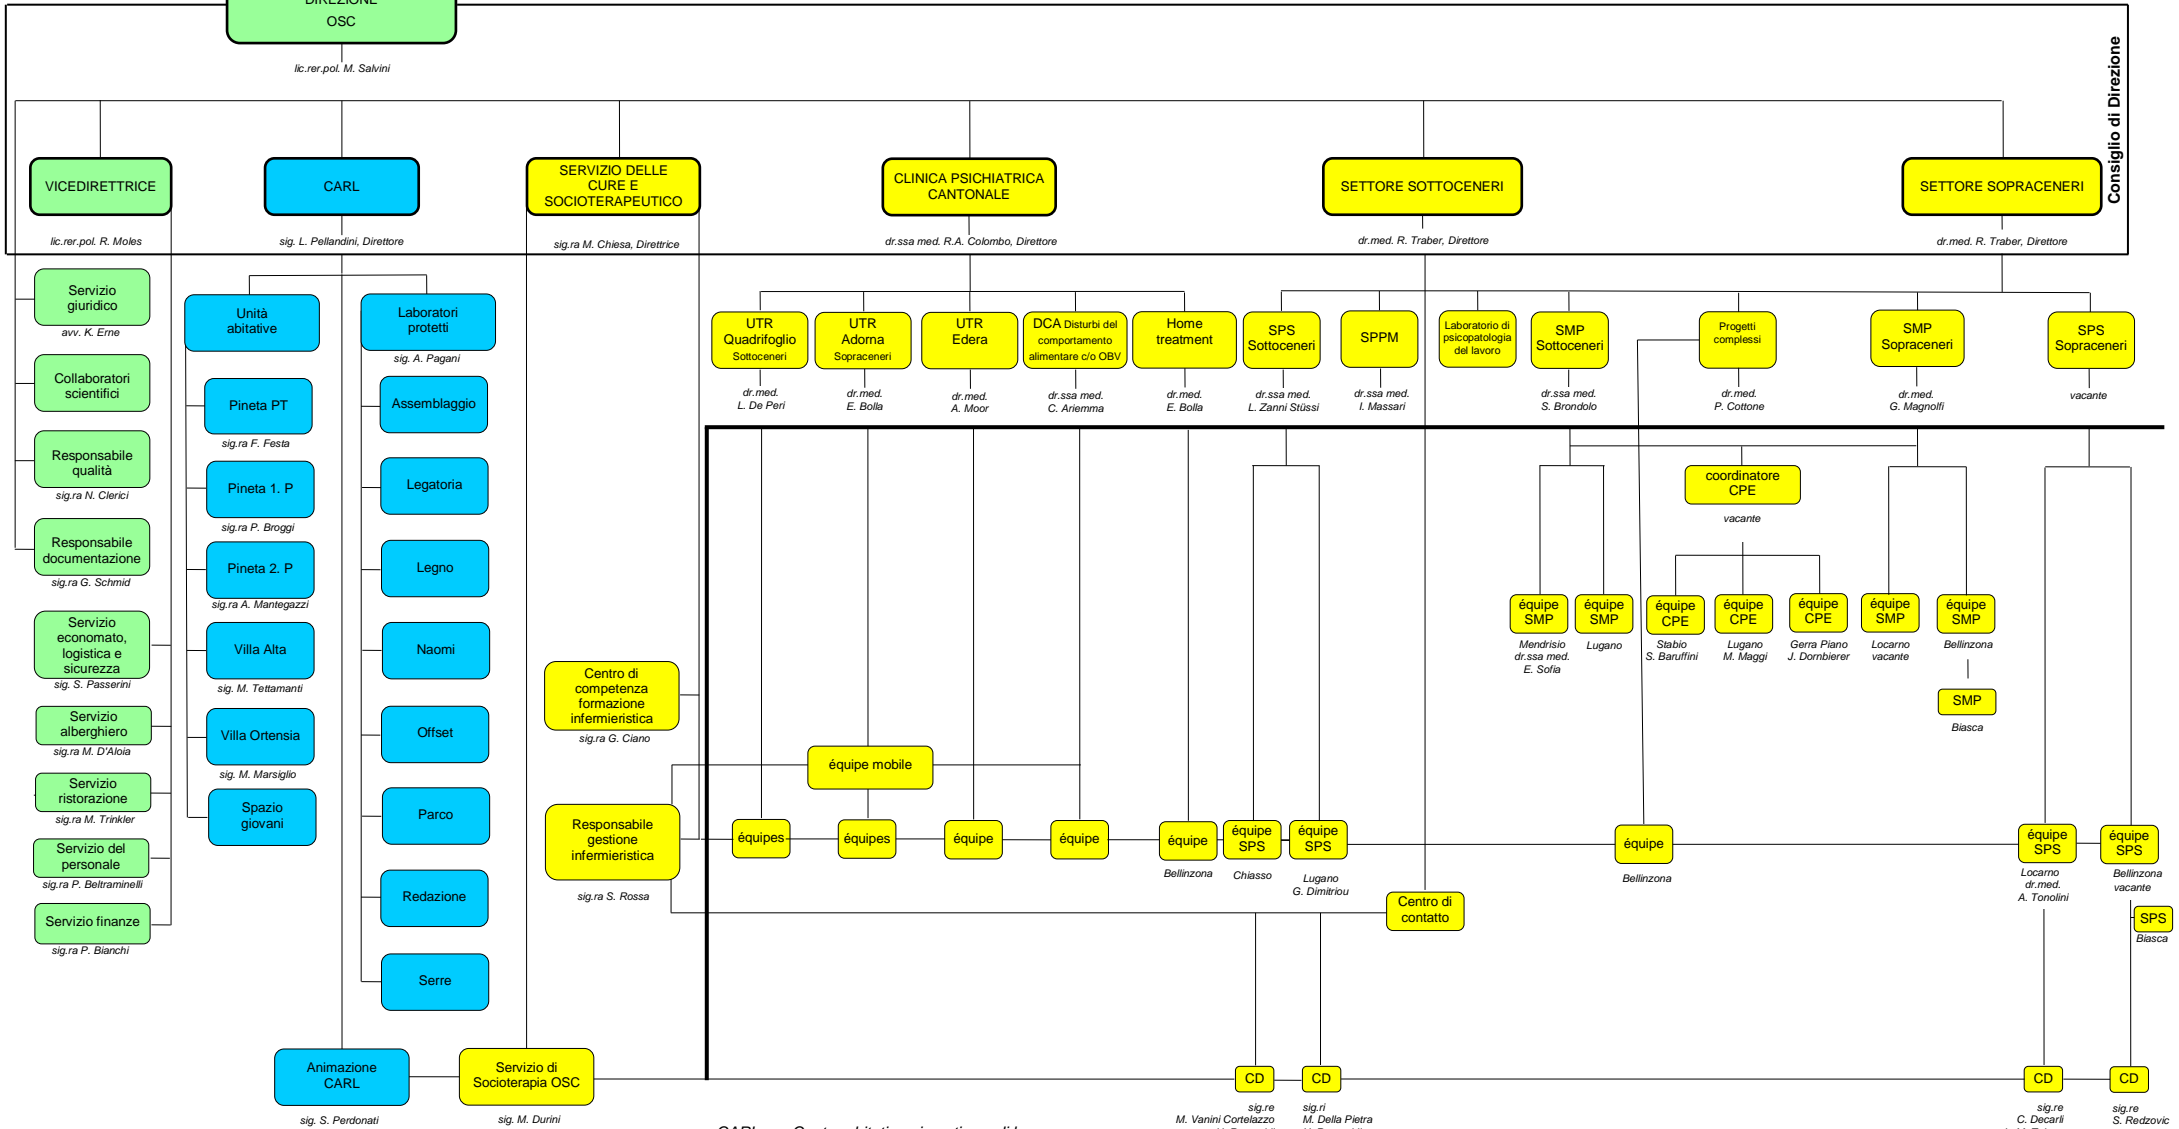 DIREZIONE
OSC
lic.rer.pol. M. Salvini
Consiglio di Direzione
VICEDIRETTRICE
lic.rer.pol. R. Moles
CARL
sig. L. Pellandini, Direttore
SERVIZIO DELLE
CURE E
SOCIOTERAPEUTICO
sig.ra M. Chiesa, Direttrice
CLINICA PSICHIATRICA
CANTONALE
dr.ssa med. R.A. Colombo, Direttore
SETTORE SOTTOCENERI
dr.med. R. Traber, Direttore
SETTORE SOPRACENERI
dr.med. R. Traber, Direttore
Servizio
giuridico
avv. K. Erne
Collaboratori
scientifici
Responsabile
qualità
sig.ra N. Clerici
Responsabile
documentazione
sig.ra G. Schmid
Servizio
economato,
logistica e
sicurezza
sig. S. Passerini
Servizio
alberghiero
sig.ra M. D'Aloia
Servizio
ristorazione
sig.ra M. Trinkler
Servizio del
personale
sig.ra P. Beltraminelli
Servizio finanze
sig.ra P. Bianchi
Unità
abitative
Pineta PT
sig.ra F. Festa
Pineta 1. P
sig.ra P. Broggi
Pineta 2. P
sig.ra A. Mantegazzi
Villa Alta
sig. M. Tettamanti
Villa Ortensia
sig. M. Marsiglio
Spazio
giovani
Laboratori
protetti
sig. A. Pagani
Assemblaggio
Legatoria
Legno
Naomi
Offset
Parco
Redazione
Serre
Animazione
CARL
sig. S. Perdonati
Servizio di
Socioterapia OSC
sig. M. Durini
Centro di
competenza
formazione
infermieristica
sig.ra G. Ciano
Responsabile
gestione
infermieristica
sig.ra S. Rossa
UTR
Quadrifoglio
Sottoceneri
dr.med.
L. De Peri
UTR
Adorna
Sopraceneri
dr.med.
E. Bolla
UTR
Edera
dr.med.
A. Moor
DCA Disturbi del
comportamento
alimentare c/o OBV
dr.ssa med.
C. Ariemma
Home
treatment
dr.med.
E. Bolla
SPS
Sottoceneri
dr.ssa med.
L. Zanni Stüssi
SPPM
dr.ssa med.
I. Massari
Laboratorio di
psicopatologia
del lavoro
SMP
Sottoceneri
dr.ssa med.
S. Brondolo
Progetti
complessi
dr.med.
P. Cottone
SMP
Sopraceneri
dr.med.
G. Magnolfi
SPS
Sopraceneri
vacante
coordinatore
CPE
vacante
équipe
SMP
Mendrisio
dr.ssa med.
E. Sofia
équipe
SMP
Lugano
équipe
CPE
Stabio
S. Baruffini
équipe
CPE
Lugano
M. Maggi
équipe
CPE
Gerra Piano
J. Dornbierer
équipe
SMP
Locarno
vacante
équipe
SMP
Bellinzona
SMP
Biasca
équipe mobile
équipes
équipes
équipe
équipe
équipe
Bellinzona
équipe
SPS
Chiasso
équipe
SPS
Lugano
G. Dimitriou
équipe
Bellinzona
équipe
SPS
Locarno
dr.med.
A. Tonolini
équipe
SPS
Bellinzona
vacante
SPS
Biasca
Centro di
contatto
CD
sig.re
M. Vanini Cortelazzo
CD
sig.ri
M. Della Pietra
CD
sig.re
C. Decarli
CD
sig.re
S. Redzovic